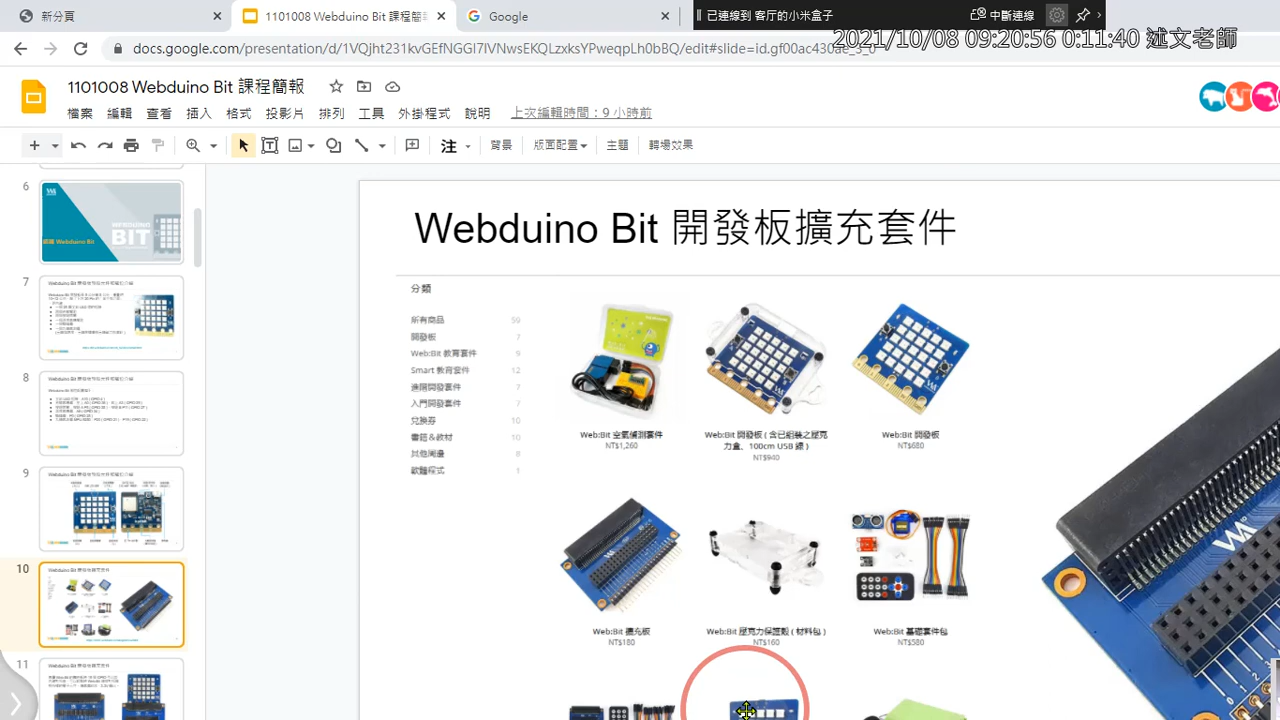 新分頁
1101008 Webduino Bit 課程簡報
Google
已連線到 客厅的小米盒子
中斷連線
docs.google.com/presentation/d/1VQjht231kvGEfNGGI7IVNwsEKQLzxksYPweqpLh0bBQ/edit#slide=id.gf00ac430ae_3_0
2021/10/08 09:20:56 0:11:40 述文老師
1101008 Webduino Bit 課程簡報
檔案 編輯 查看 插入 格式 投影片 排列 工具 外掛程式 說明 上次編輯時間：9 小時前
注 背景 版面配置 主題 轉場效果
6
7
8
9
10
11
Webduino Bit 開發板擴充套件
分類
所有商品 50
開發板 7
Web:Bit 教育套件 9
Smart 教育套件 12
進階開發套件 7
入門開發套件 7
兌換券 10
書籍&教材 10
其他周邊 8
軟體程式 1
Web:Bit 空氣偵測套件
NT$1,260
Web:Bit 開發板 ( 含已組裝之壓克
力盒、100cm USB 線 )
NT$940
Web:Bit 開發板
NT$680
Web:Bit 擴充板
NT$180
Web:Bit 壓克力保護殼 ( 材料包 )
NT$160
Web:Bit 基礎套件包
NT$580